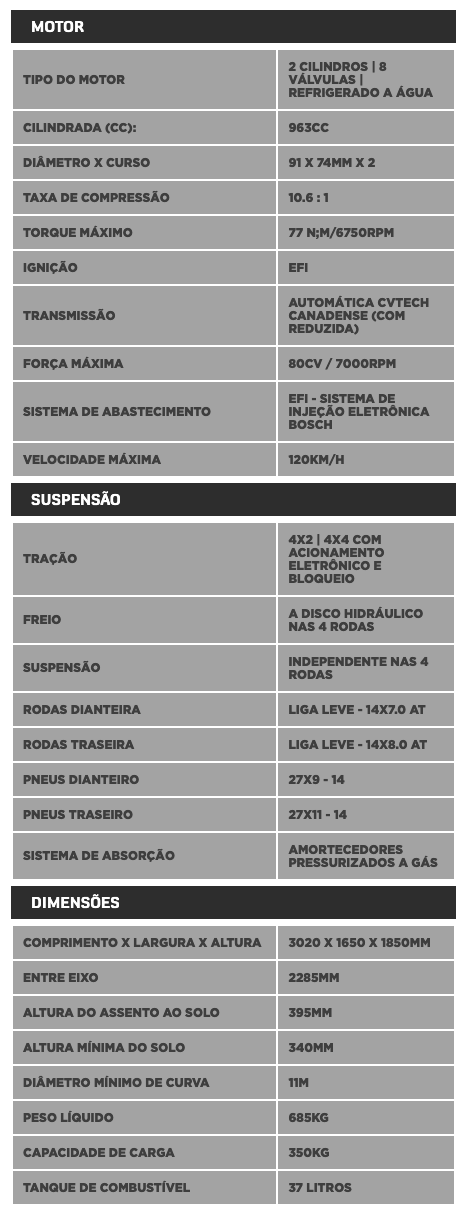 MOTOR
TIPO DO MOTOR
2 CILINDROS | 8
VÁLVULAS |
REFRIGERADO A ÁGUA
CILINDRADA (CC):
963CC
DIÂMETRO X CURSO
91 X 74MM X 2
TAXA DE COMPRESSÃO
10.6 : 1
TORQUE MÁXIMO
77 N;M/6750RPM
IGNIÇÃO
EFI
TRANSMISSÃO
AUTOMÁTICA CVTECH
CANADENSE (COM
REDUZIDA)
FORÇA MÁXIMA
80CV / 7000RPM
SISTEMA DE ABASTECIMENTO
EFI - SISTEMA DE
INJEÇÃO ELETRÔNICA
BOSCH
VELOCIDADE MÁXIMA
120KM/H
SUSPENSÃO
TRAÇÃO
4X2 | 4X4 COM
ACIONAMENTO
ELETRÔNICO E
BLOQUEIO
FREIO
A DISCO HIDRÁULICO
NAS 4 RODAS
SUSPENSÃO
INDEPENDENTE NAS 4
RODAS
RODAS DIANTEIRA
LIGA LEVE - 14X7.0 AT
RODAS TRASEIRA
LIGA LEVE - 14X8.0 AT
PNEUS DIANTEIRO
27X9 - 14
PNEUS TRASEIRO
27X11 - 14
SISTEMA DE ABSORÇÃO
AMORTECEDORES
PRESSURIZADOS A GÁS
DIMENSÕES
COMPRIMENTO X LARGURA X ALTURA
3020 X 1650 X 1850MM
ENTRE EIXO
2285MM
ALTURA DO ASSENTO AO SOLO
395MM
ALTURA MÍNIMA DO SOLO
340MM
DIÂMETRO MÍNIMO DE CURVA
11M
PESO LÍQUIDO
685KG
CAPACIDADE DE CARGA
350KG
TANQUE DE COMBUSTÍVEL
37 LITROS